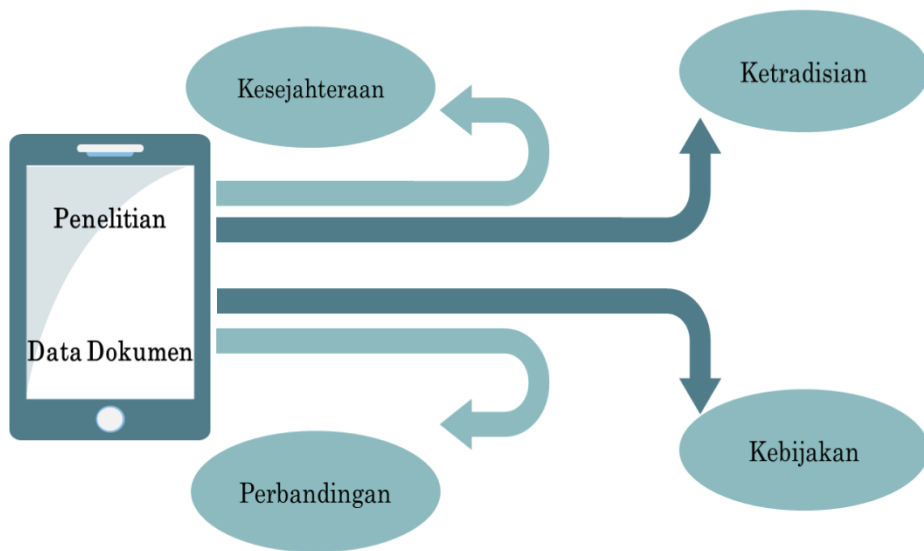 Kesejahteraan
Ketradisian
Penelitian
Data Dokumen
Perbandingan
Kebijakan